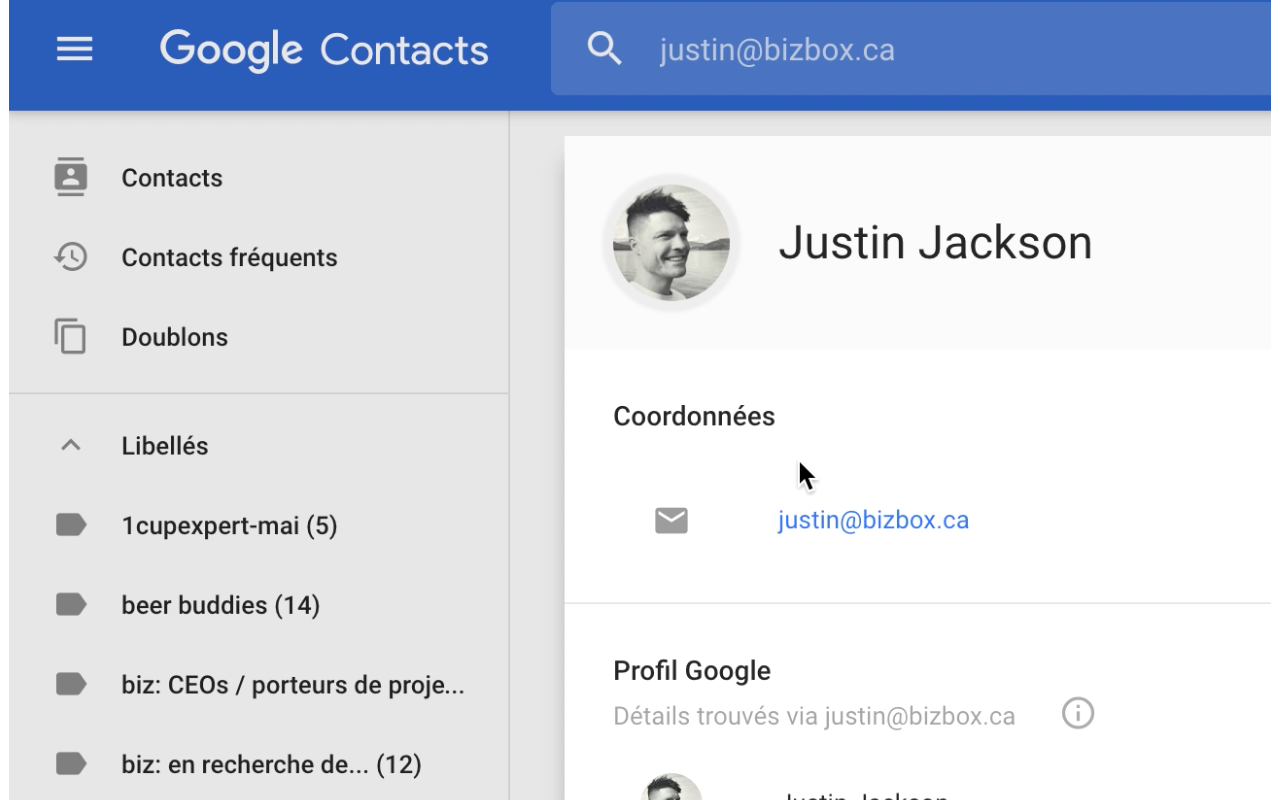 Google Contacts
justin@bizbox.ca
Contacts
Contacts fréquents
Doublons
Libellés
1cupexpert-mai (5)
beer buddies (14)
biz: CEOs / porteurs de proje...
biz: en recherche de... (12)
Justin Jackson
Coordonnées
justin@bizbox.ca
Profil Google
Détails trouvés via justin@bizbox.ca
Justin Jackson